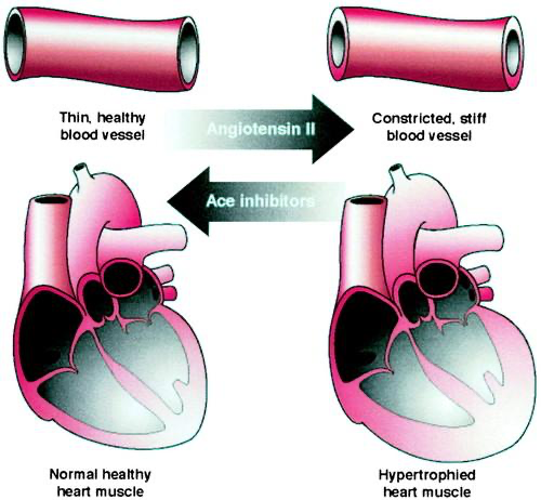 Thin, healthy
blood vessel
Angiotensin II
Constricted, stiff
blood vessel
Ace inhibitors
Normal healthy
heart muscle
Hypertrophied
heart muscle